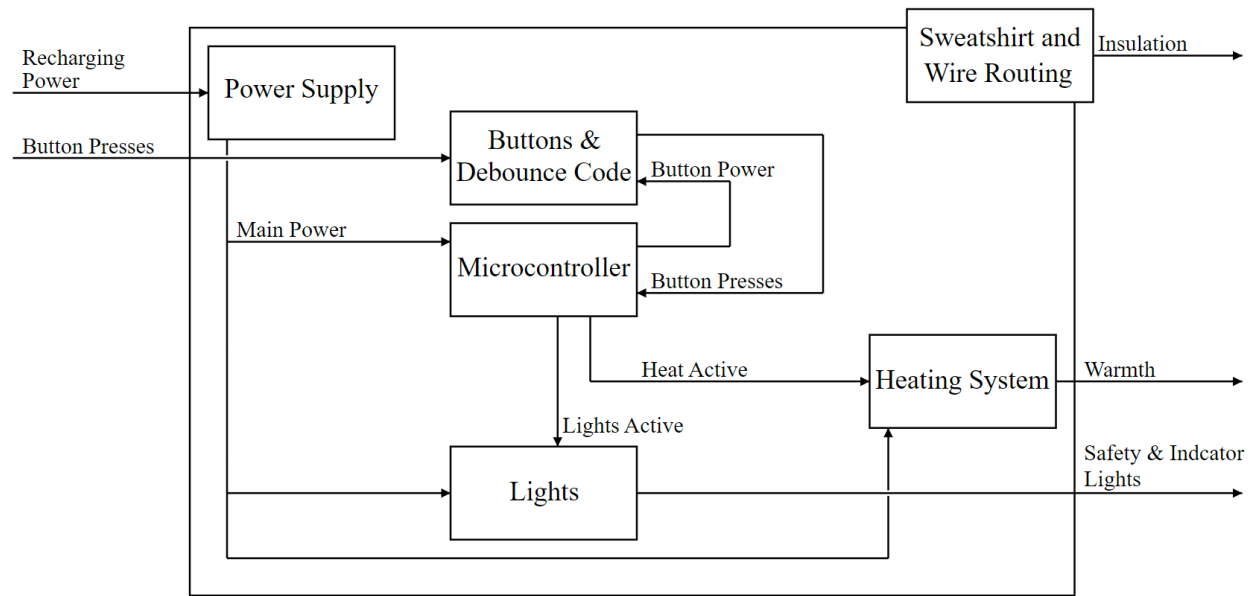 Sweatshirt and
Wire Routing
Insulation
Recharging
Power
Power Supply
Button Presses
Buttons &
Debounce Code
Button Power
Main Power
Microcontroller
Button Presses
Heat Active
Heating System
Warmth
Lights Active
Safety & Indcator
Lights
Lights